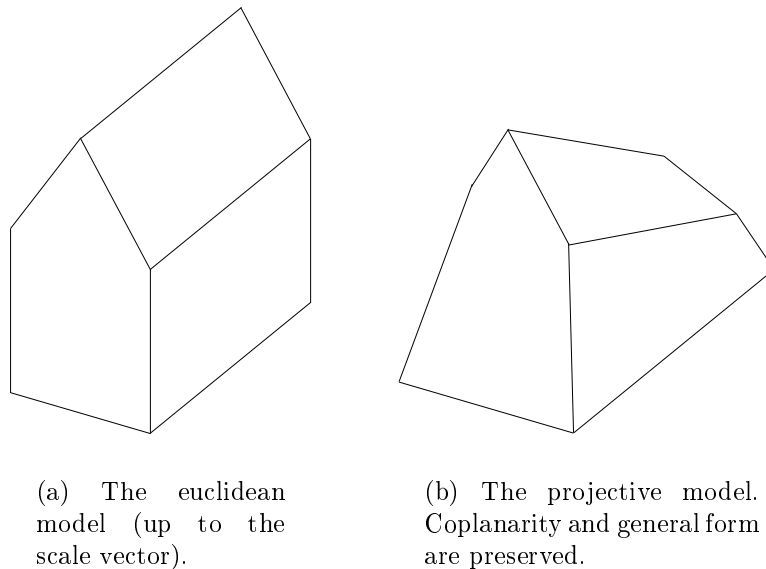 (a) The euclidean
model (up to the
scale vector).
(b) The projective model.
Coplanarity and general form
are preserved.